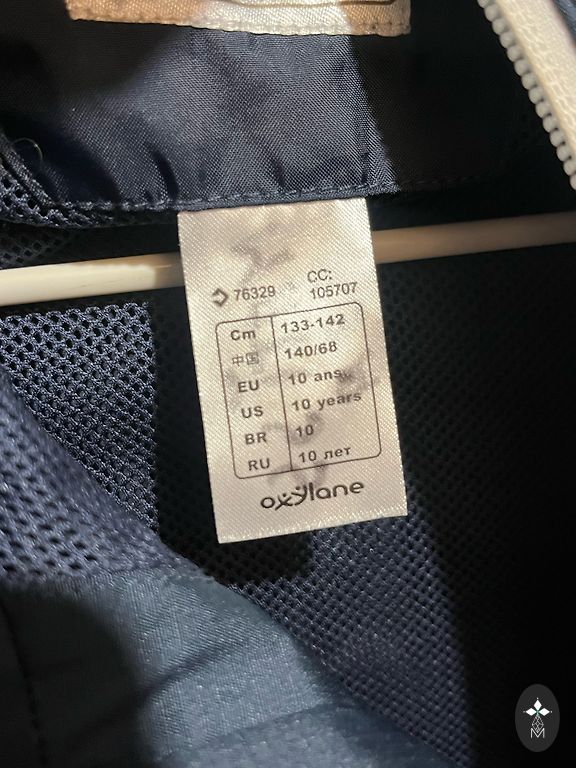 76329 CC: 105707
Cm 133-142
中国 140/68
EU 10 ans
US 10 years
BR 10
RU 10 лет
oxylane
M